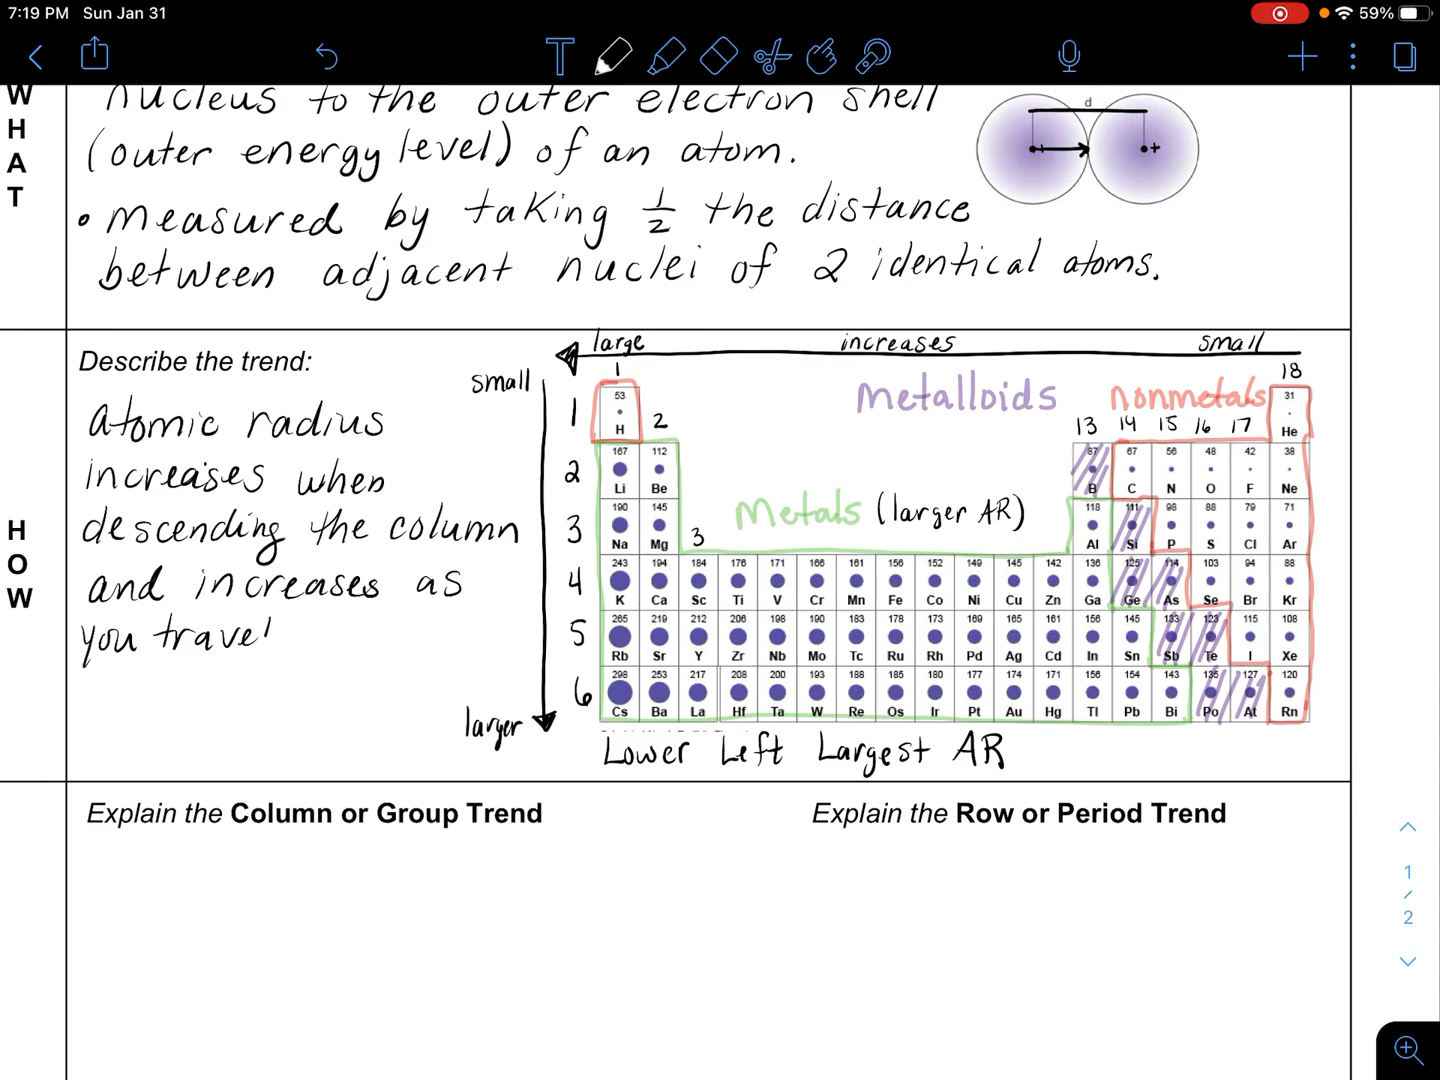 7:19 PM Sun Jan 31
59%
T
W
H
A
T
nucleus to the outer electron shell
(outer energy level) of an atom.
• measured by taking 1/2 the distance
between adjacent nuclei of 2 identical atoms.
d
+
H
O
W
Describe the trend:
atomic radius
increases when
descending the column
and increases as
you travel
large increases small
small
larger
1 18
1 53 metalloids nonmetals 31
H 2 13 14 15 16 17 He
2 167 112 87 67 56 48 42 38
Li Be B C N O F Ne
metals (larger AR)
3 190 145 118 111 98 88 79 71
Na Mg 3 Al Si P S Cl Ar
4 243 194 184 176 171 166 161 156 152 149 145 142 136 125 114 103 94 88
K Ca Sc Ti V Cr Mn Fe Co Ni Cu Zn Ga Ge As Se Br Kr
5 265 219 212 206 198 190 183 178 173 169 165 161 156 145 133 123 115 108
Rb Sr Y Zr Nb Mo Tc Ru Rh Pd Ag Cd In Sn Sb Te I Xe
6 298 253 217 208 200 193 188 185 180 177 174 171 156 154 143 135 127 120
Cs Ba La Hf Ta W Re Os Ir Pt Au Hg Tl Pb Bi Po At Rn
Lower Left Largest AR
Explain the Column or Group Trend
Explain the Row or Period Trend
1
/
2